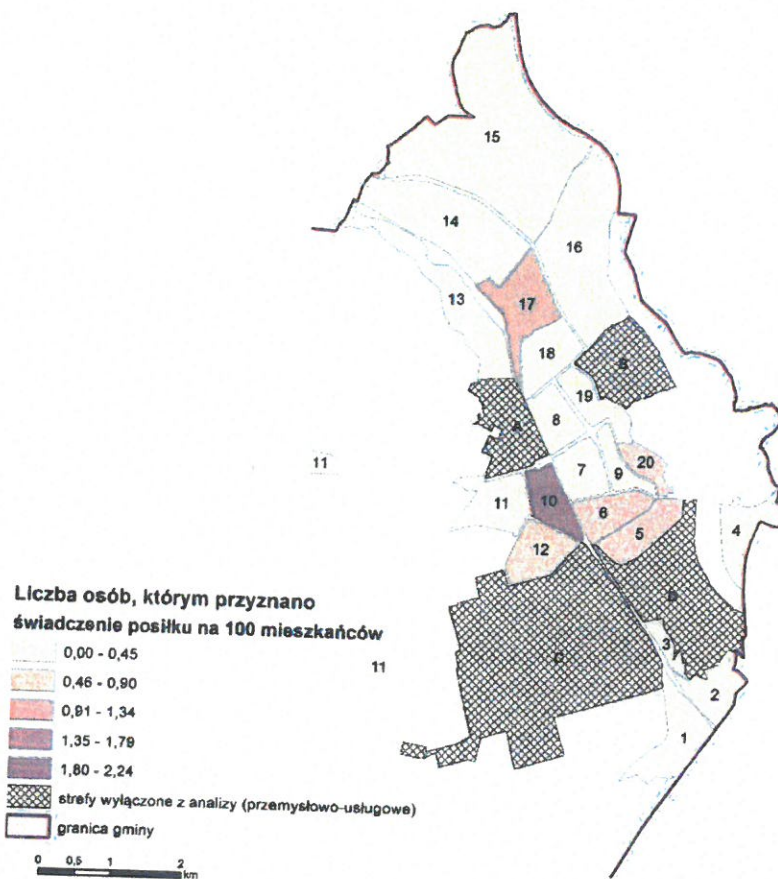 15
14
16
13
17
18
B
19
A
8
11
7
9
20
11
10
6
4
12
5
D
C
3
2
1
11
Liczba osób, którym przyznano
świadczenie posiłku na 100 mieszkańców
0,00 - 0,45
0,46 - 0,90
0,91 - 1,34
1,35 - 1,79
1,80 - 2,24
strefy wyłączone z analizy (przemysłowo-usługowe)
granica gminy
0 0,5 1 2
km